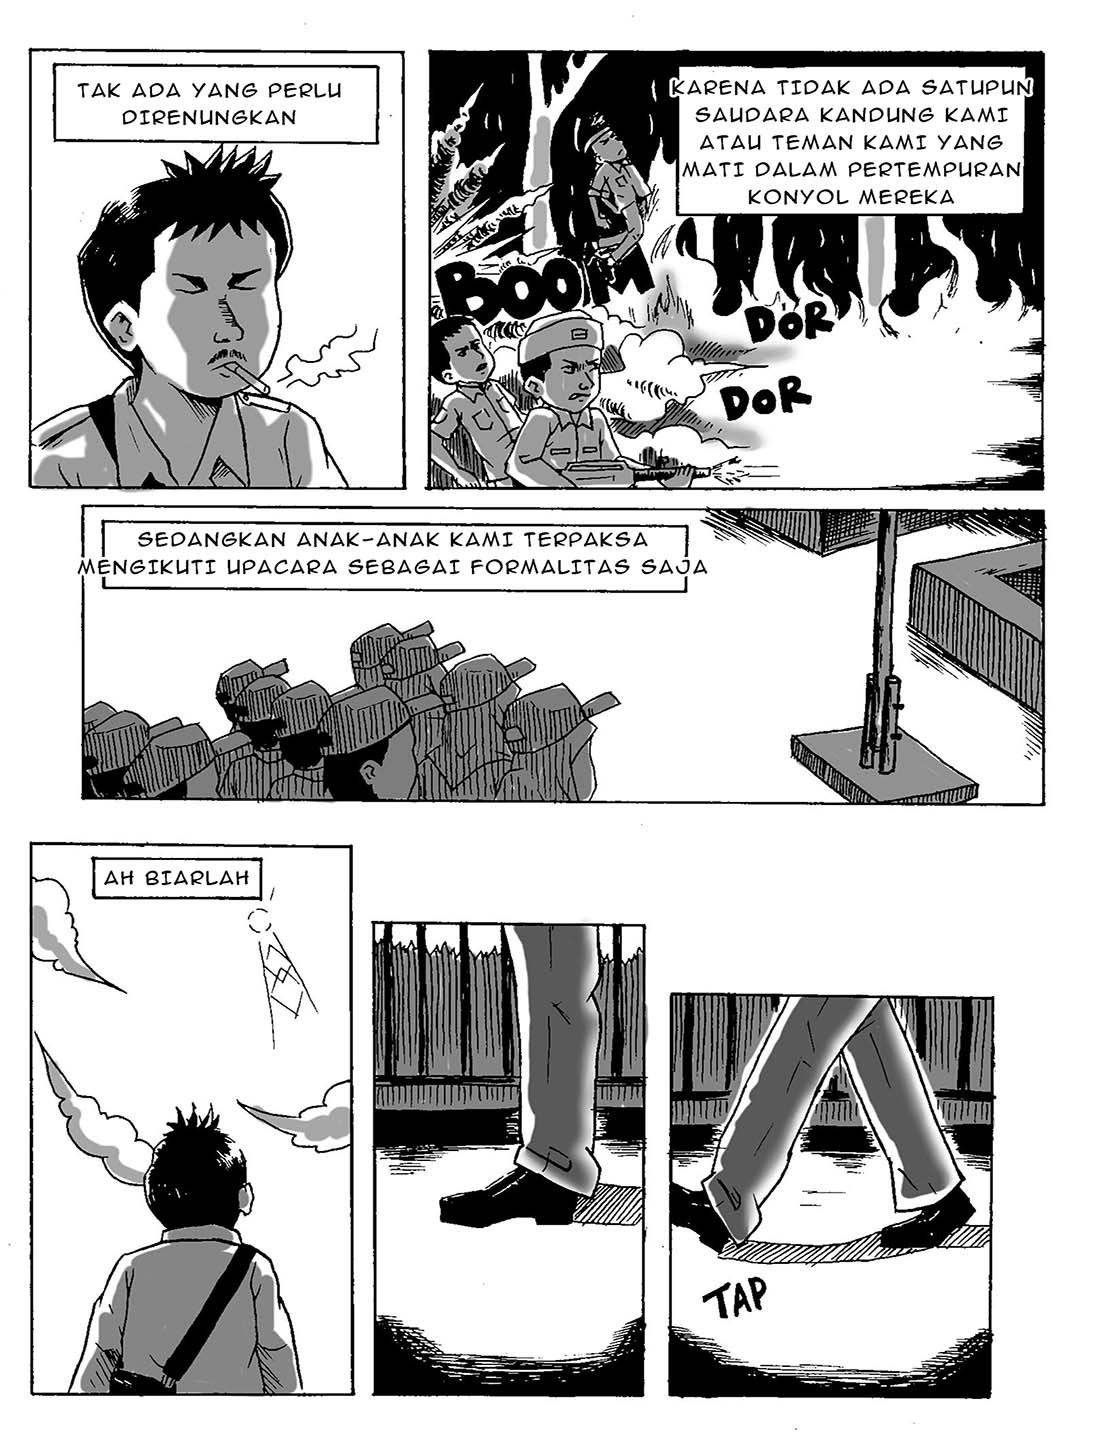 TAK ADA YANG PERLU
DIRENUNGKAN
KARENA TIDAK ADA SATUPUN
SAUDARA KANDUNG KAMI
ATAU TEMAN KAMI YANG
MATI DALAM PERTEMPURAN
KONYOL MEREKA
BOOM
DOR
DOR
SEDANGKAN ANAK-ANAK KAMI TERPAKSA
MENGIKUTI UPACARA SEBAGAI FORMALITAS SAJA
AH BIARLAH
TAP